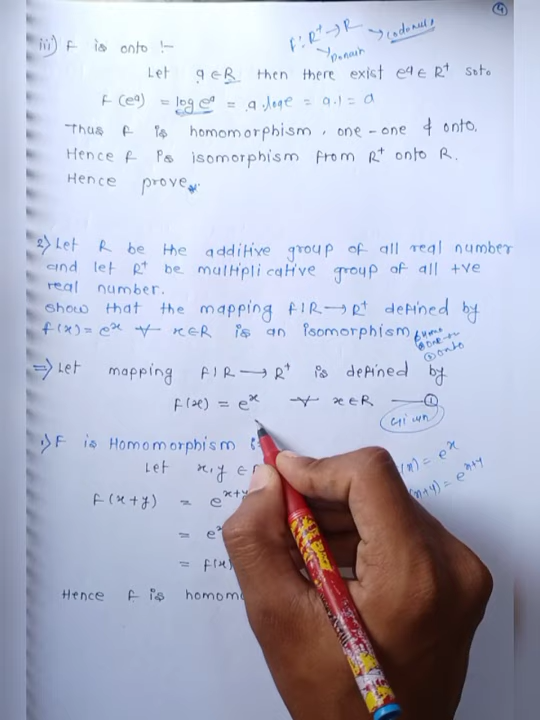 4
f: R⁺ → R → codomain
→ Domain
iii) F is onto :-
Let a ∈ R then there exist eᵃ ∈ R⁺ s.t.
F(eᵃ) = log eᵃ = a.loge = a.1 = a
Thus F is homomorphism, one-one & onto.
Hence F is isomorphism from R⁺ onto R.
Hence prove.
2) Let R be the additive group of all real number
and let R⁺ be multiplicative group of all +ve
real number.
show that the mapping F: R → R⁺ defined by
f(x) = eˣ ∀ x ∈ R is an isomorphism
① Homo
② one-one
③ onto
⇒ Let mapping F: R → R⁺ is defined by
F(x) = eˣ ∀ x ∈ R — ①
Given
1) F is Homomorphism :
Let x, y ∈
(x) = eˣ
(x+y) = eˣ⁺ʸ
F(x+y) = eˣ⁺ʸ
= eˣ
= F(x)
Hence F is homom